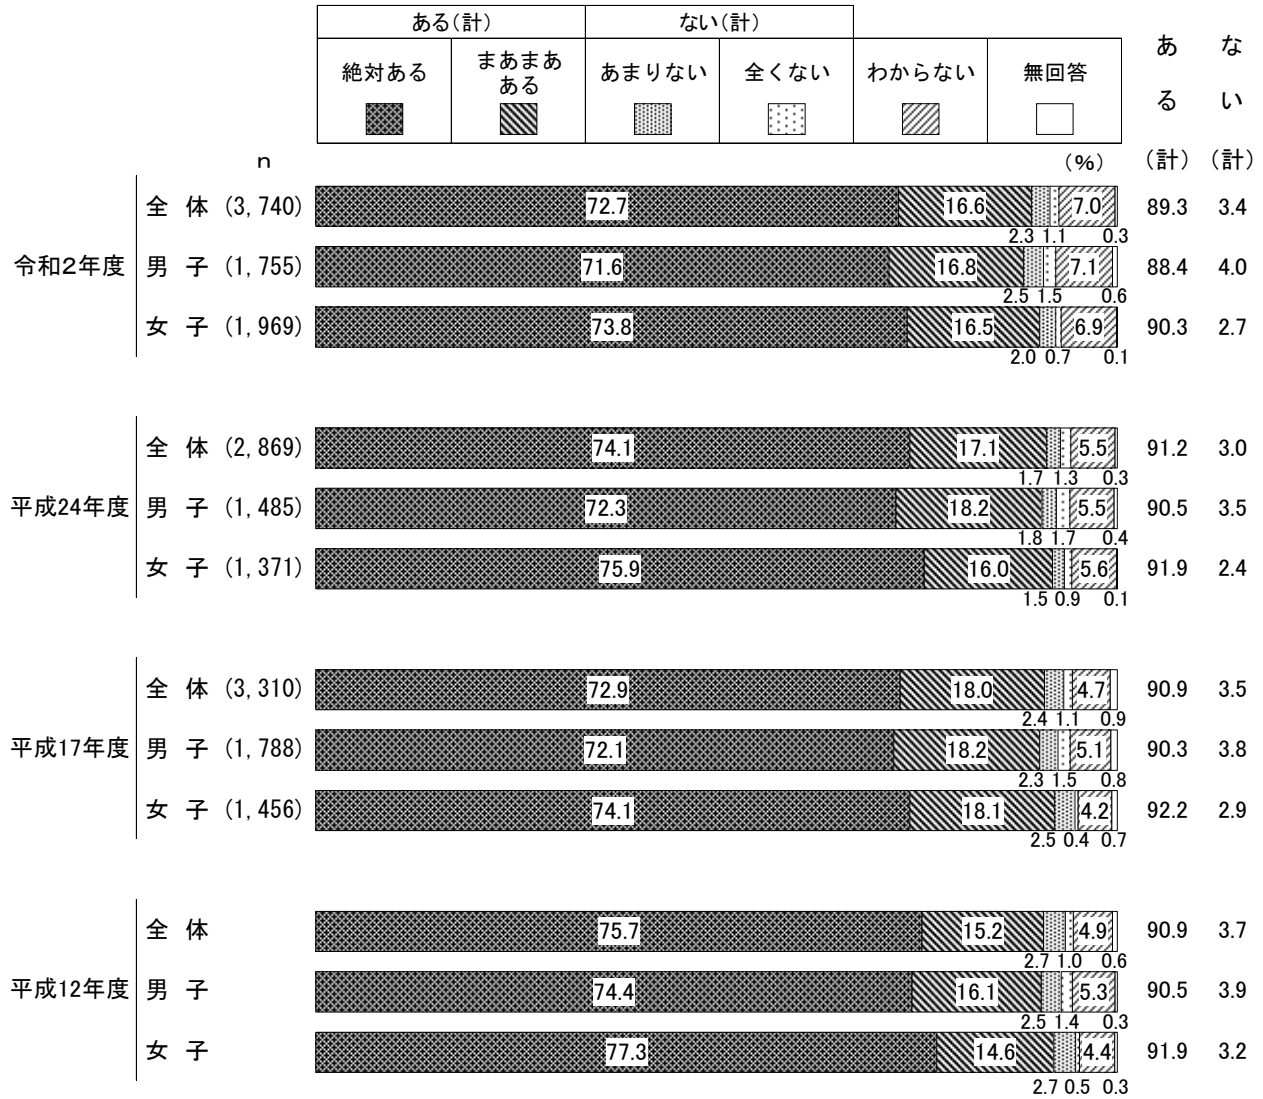 ある(計) ない(計)
絶対ある まあまあ あまりない 全くない わからない 無回答
ある
ある ない
(計) (計)
n (%)
令和2年度
全 体 (3,740) 72.7 16.6 7.0 89.3 3.4
2.3 1.1 0.3
男 子 (1,755) 71.6 16.8 7.1 88.4 4.0
2.5 1.5 0.6
女 子 (1,969) 73.8 16.5 6.9 90.3 2.7
2.0 0.7 0.1
平成24年度
全 体 (2,869) 74.1 17.1 5.5 91.2 3.0
1.7 1.3 0.3
男 子 (1,485) 72.3 18.2 5.5 90.5 3.5
1.8 1.7 0.4
女 子 (1,371) 75.9 16.0 5.6 91.9 2.4
1.5 0.9 0.1
平成17年度
全 体 (3,310) 72.9 18.0 4.7 90.9 3.5
2.4 1.1 0.9
男 子 (1,788) 72.1 18.2 5.1 90.3 3.8
2.3 1.5 0.8
女 子 (1,456) 74.1 18.1 4.2 92.2 2.9
2.5 0.4 0.7
平成12年度
全 体 75.7 15.2 4.9 90.9 3.7
2.7 1.0 0.6
男 子 74.4 16.1 5.3 90.5 3.9
2.5 1.4 0.3
女 子 77.3 14.6 4.4 91.9 3.2
2.7 0.5 0.3